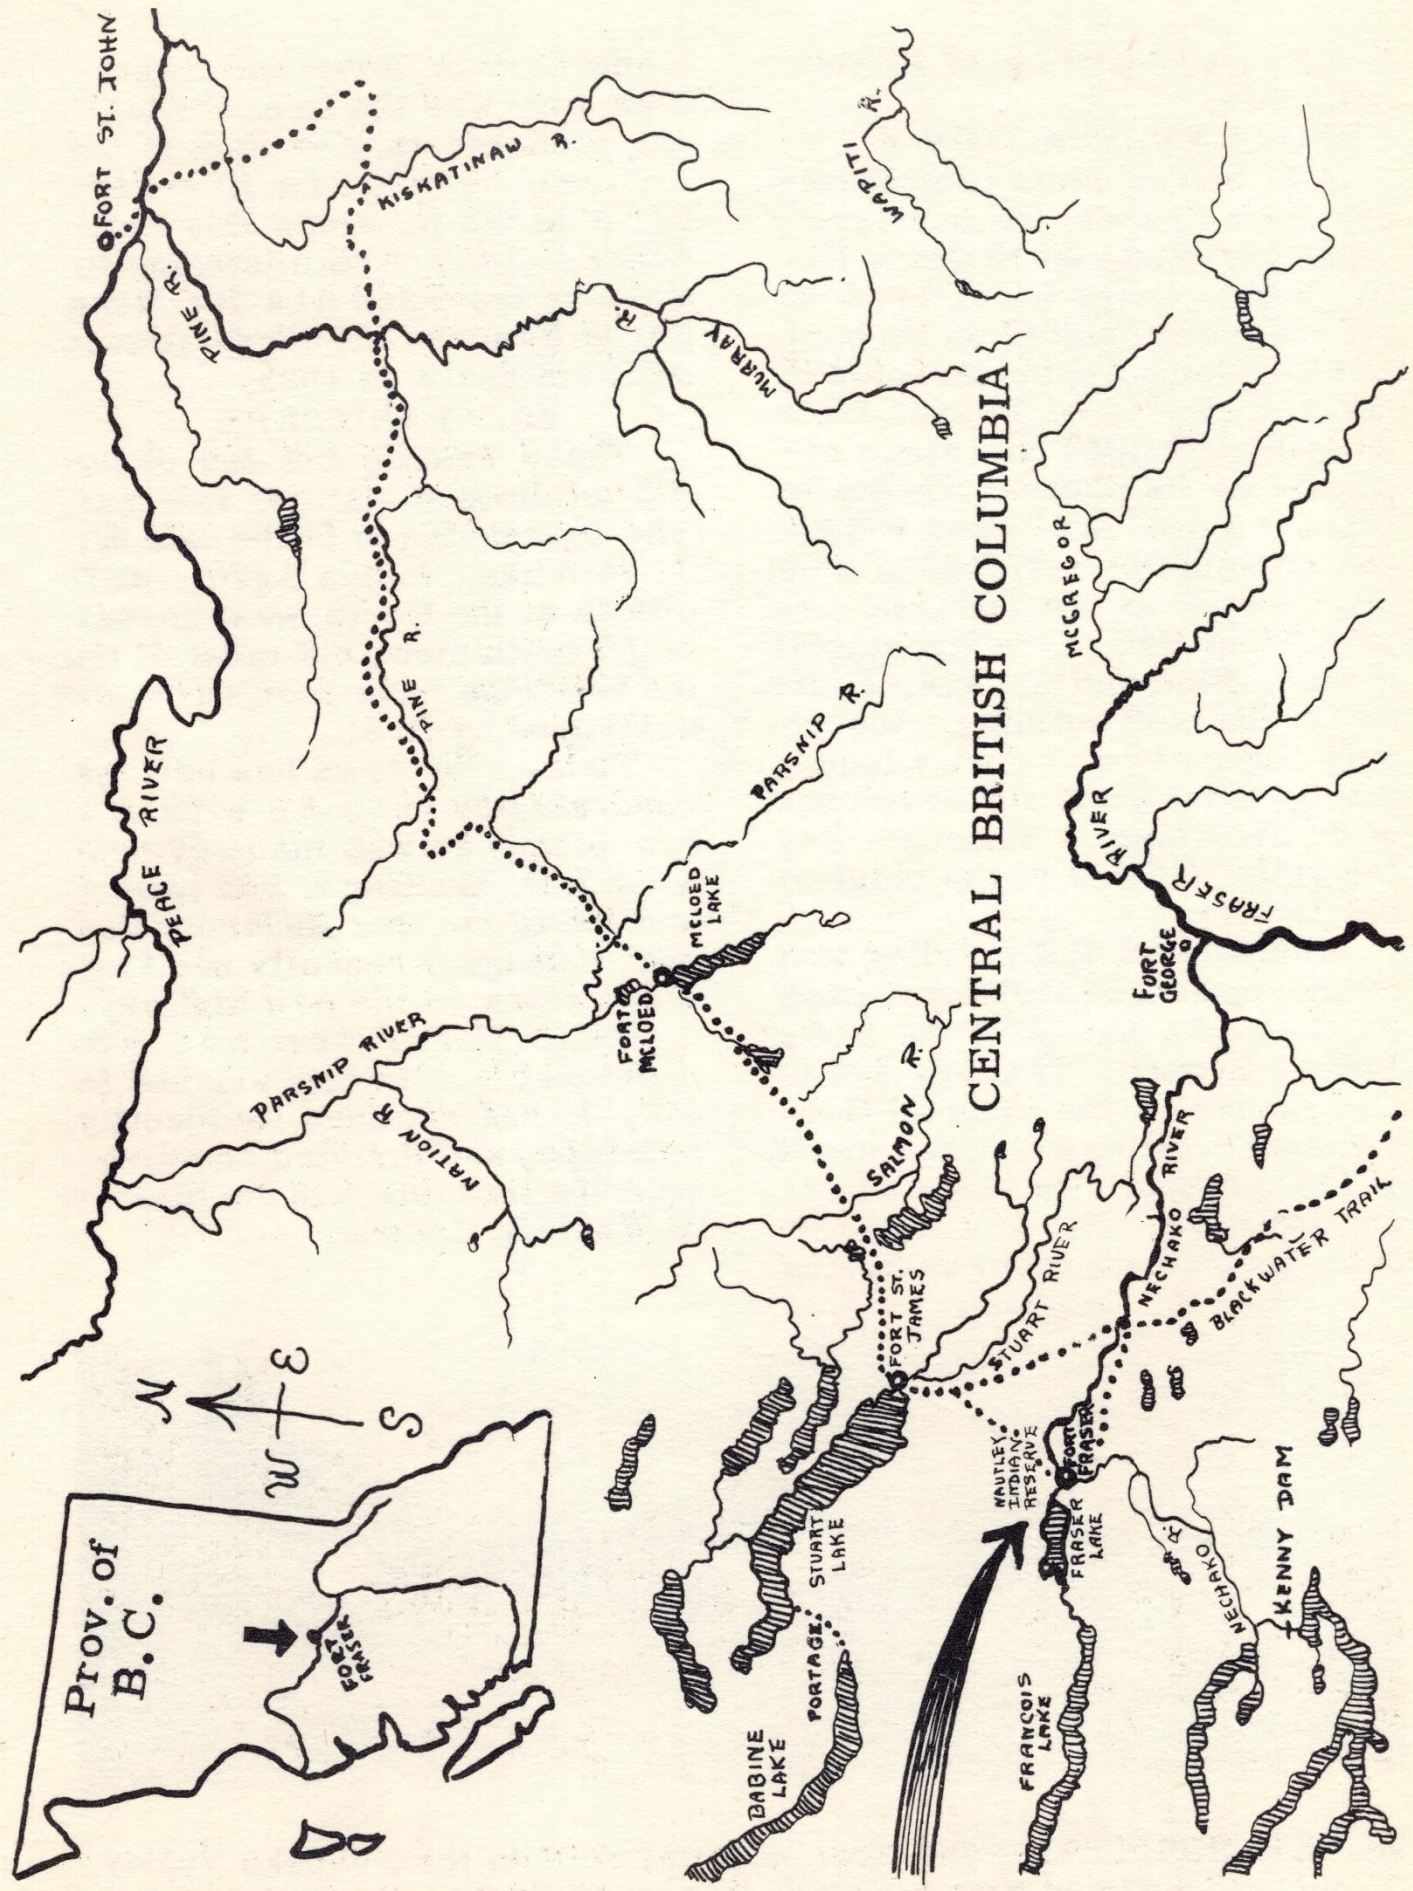 Prov. of
B.C.
FORT
FRASER
N
W
E
S
PEACE RIVER
FORT ST. JOHN
PINE R.
PARSNIP RIVER
NATION R
PINE R.
KISKATINAW R.
FORT
MCLOED
MCLOED
LAKE
PARSNIP R.
MURRAY R.
WAPITI R.
BABINE
LAKE
PORTAGE
STUART
LAKE
FORT ST.
JAMES
SALMON R.
CENTRAL BRITISH COLUMBIA
NAUTLEY
INDIAN
RESERVE
STUART RIVER
FRANCOIS
LAKE
FRASER
LAKE
FORT
FRASER
NECHAKO RIVER
FORT
GEORGE
FRASER RIVER
MCGREGOR
NECHAKO R.
KENNY DAM
BLACKWATER TRAIL